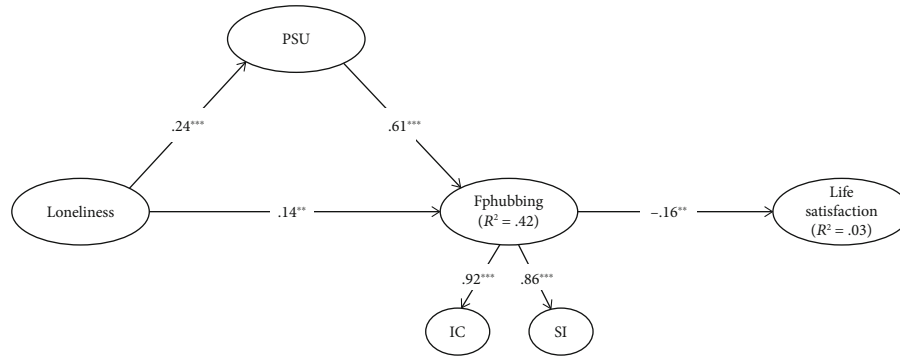 PSU
.24***
.61***
Loneliness
.14**
Fphubbing
(R² = .42)
–.16**
Life
satisfaction
(R² = .03)
.92***
.86***
IC
SI